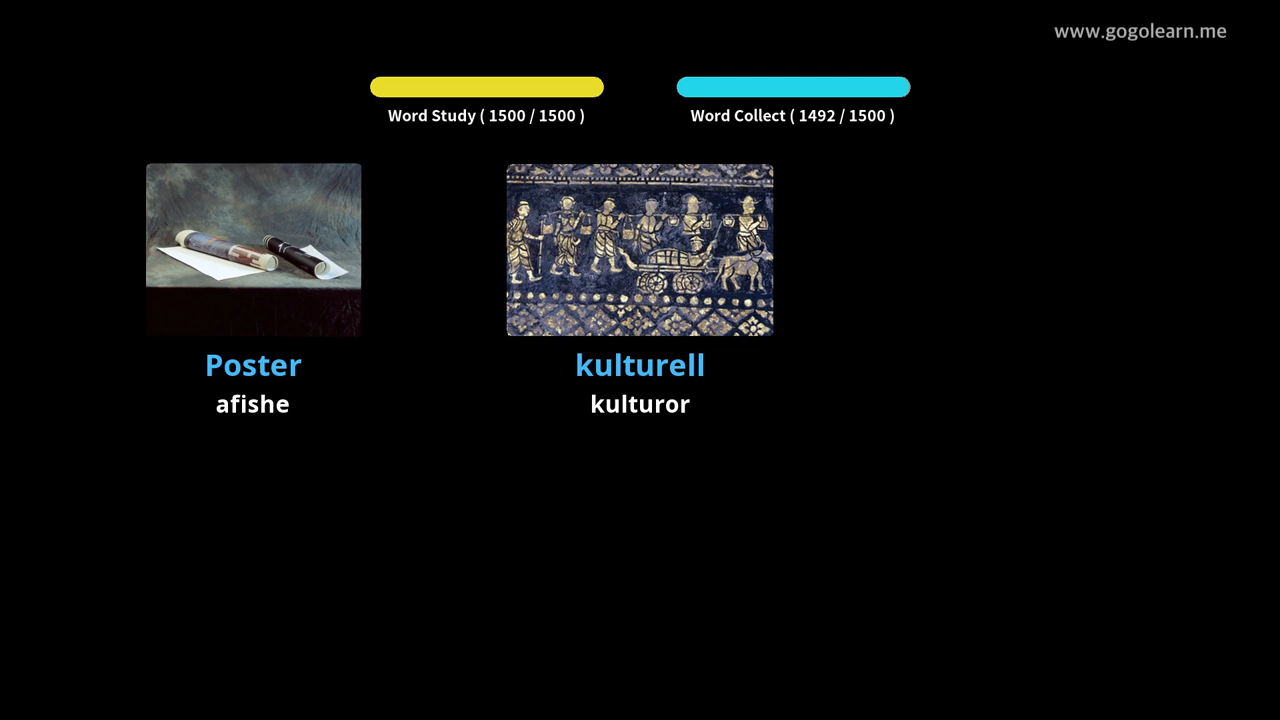 www.gogolearn.me
Word Study ( 1500 / 1500 )
Word Collect ( 1492 / 1500 )
Poster
afishe
kulturell
kulturor